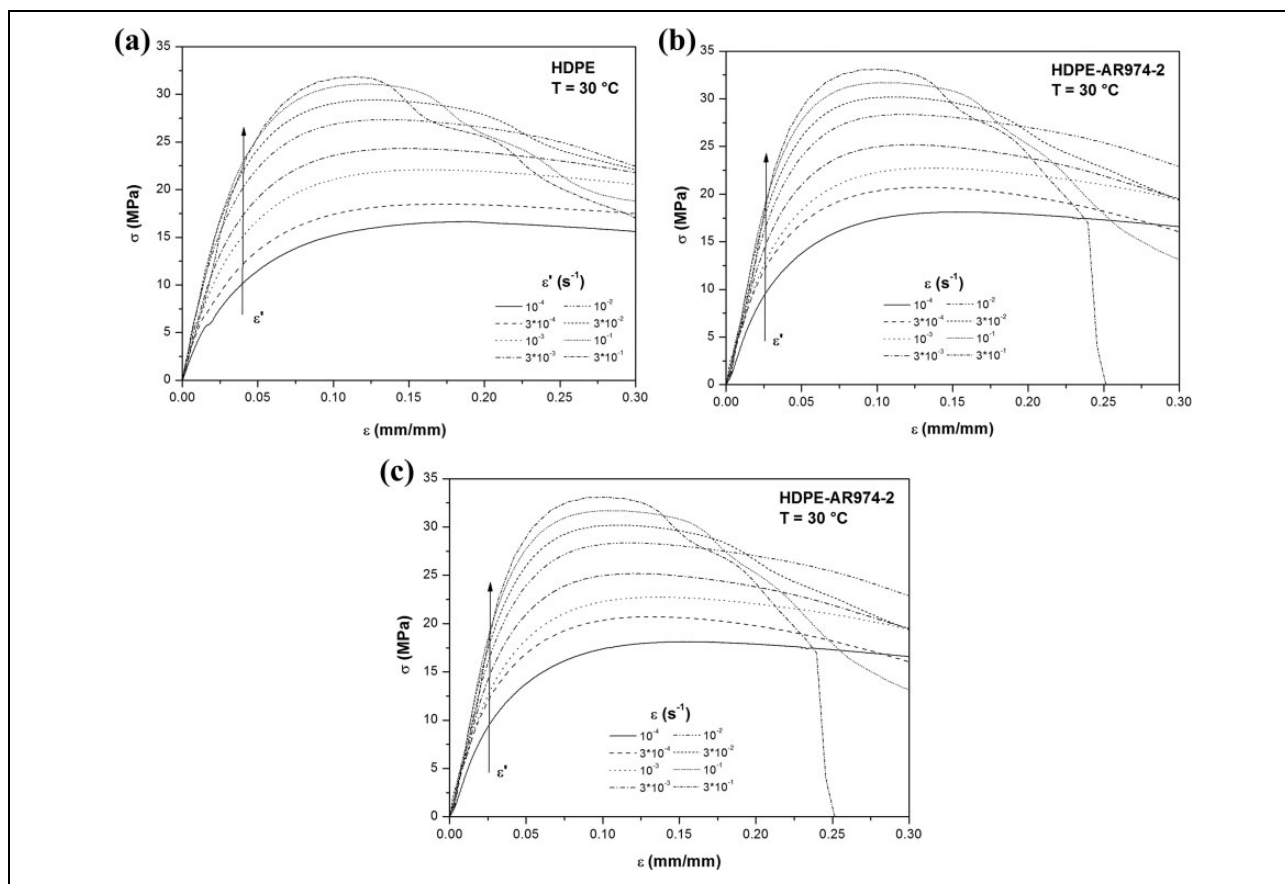 (a)
35
30
25
20
15
10
5
0
σ (MPa)
HDPE
T = 30 °C
ε'
ε' (s⁻¹)
10⁻⁴ 10⁻²
3*10⁻⁴ 3*10⁻²
10⁻³ 10⁻¹
3*10⁻³ 3*10⁻¹
0.00 0.05 0.10 0.15 0.20 0.25 0.30
ε (mm/mm)
(b)
35
30
25
20
15
10
5
0
σ (MPa)
HDPE-AR974-2
T = 30 °C
ε'
ε (s⁻¹)
10⁻⁴ 10⁻²
3*10⁻⁴ 3*10⁻²
10⁻³ 10⁻¹
3*10⁻³ 3*10⁻¹
0.00 0.05 0.10 0.15 0.20 0.25 0.30
ε (mm/mm)
(c)
35
30
25
20
15
10
5
0
σ (MPa)
HDPE-AR974-2
T = 30 °C
ε'
ε (s⁻¹)
10⁻⁴ 10⁻²
3*10⁻⁴ 3*10⁻²
10⁻³ 10⁻¹
3*10⁻³ 3*10⁻¹
0.00 0.05 0.10 0.15 0.20 0.25 0.30
ε (mm/mm)